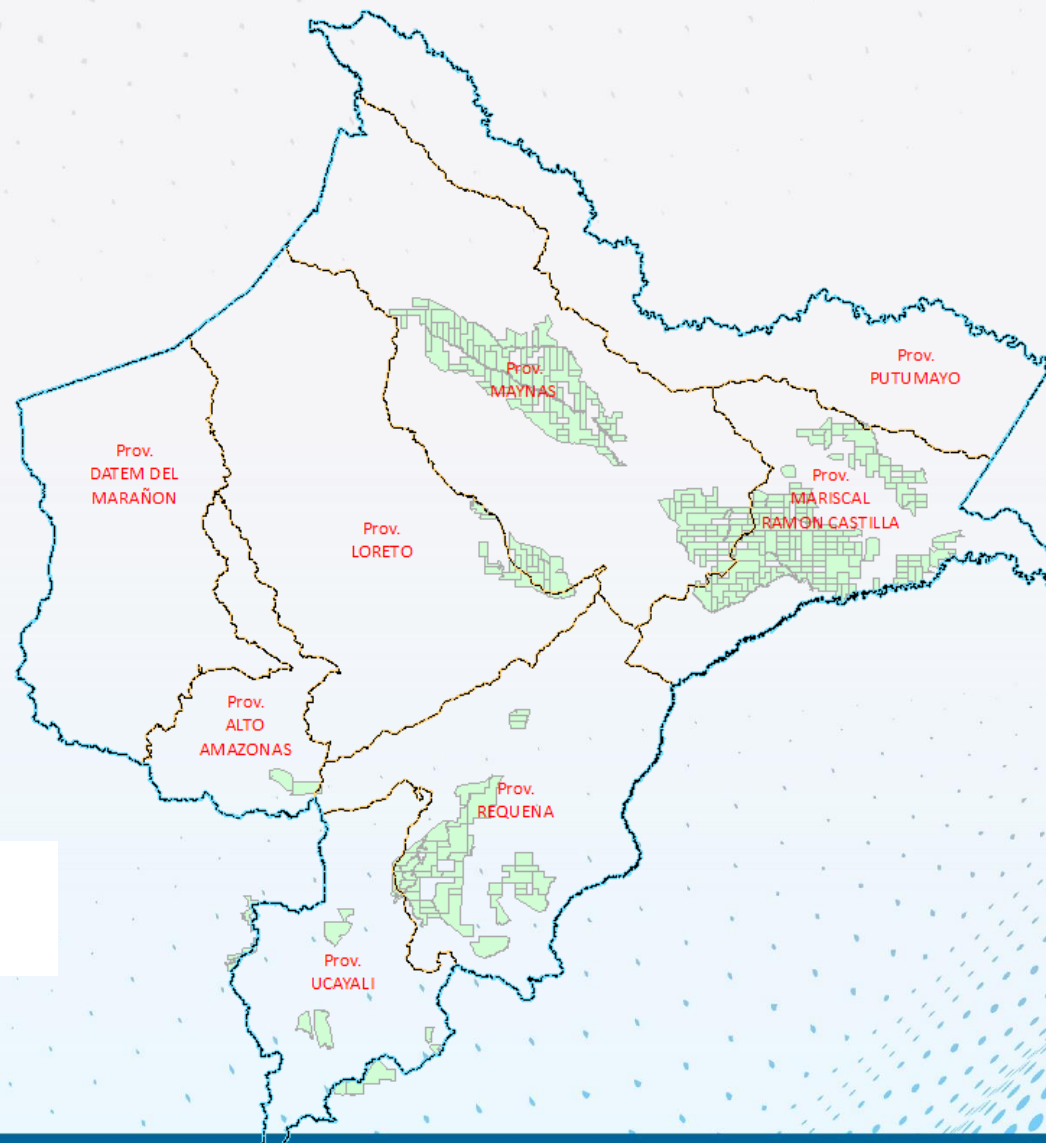 Prov.
PUTUMAYO
Prov.
MAYNAS
Prov.
DATEM DEL
MARAÑON
Prov.
MARISCAL
RAMON CASTILLA
Prov.
LORETO
Prov.
ALTO
AMAZONAS
Prov.
REQUENA
Prov.
UCAYALI